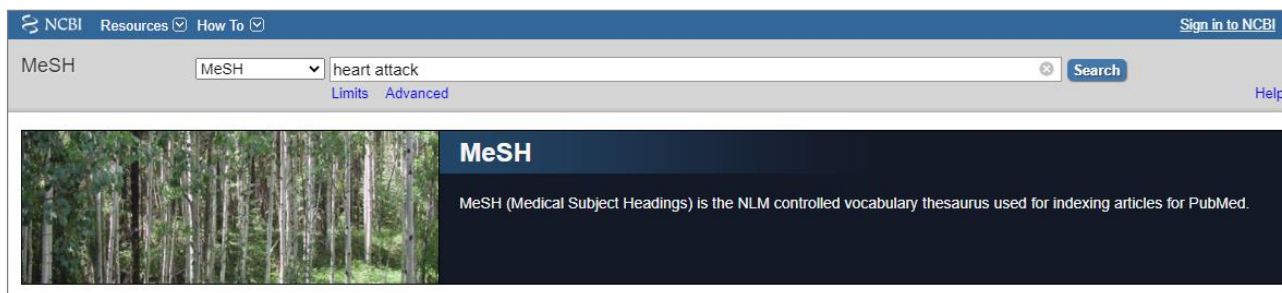 NCBI Resources How To Sign in to NCBI
MeSH MeSH heart attack Search
Limits Advanced Help
MeSH
MeSH (Medical Subject Headings) is the NLM controlled vocabulary thesaurus used for indexing articles for PubMed.